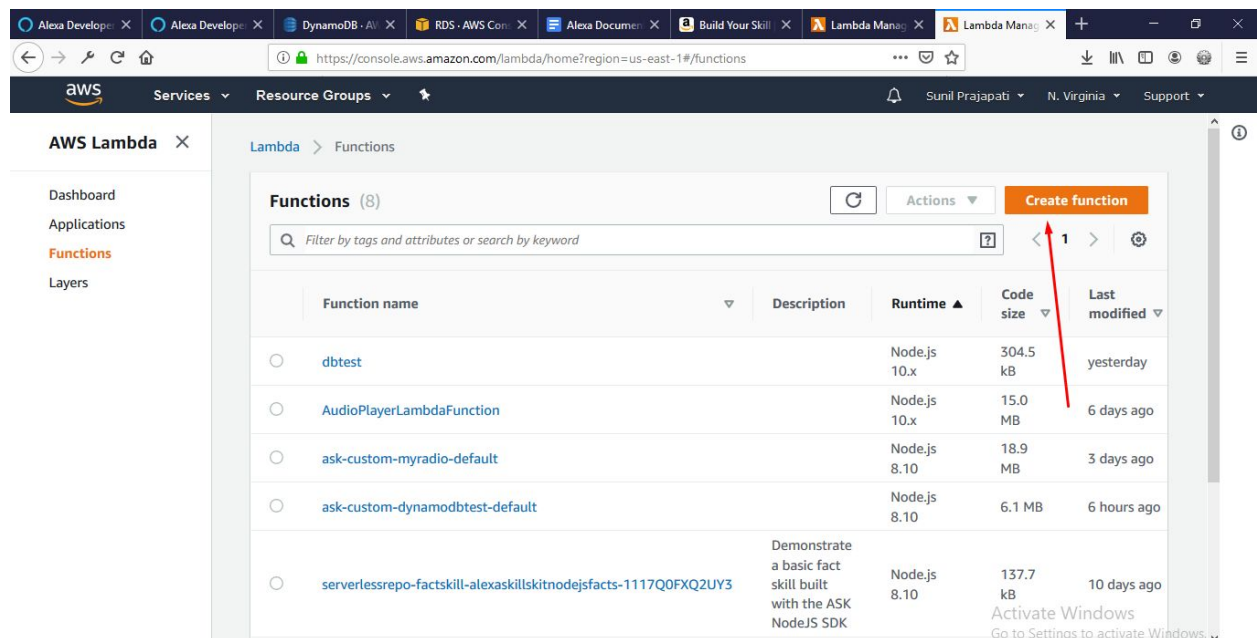 Alexa Develope
Alexa Develope
DynamoDB · AW
RDS · AWS Cons
Alexa Documen
Build Your Skill
Lambda Manag
Lambda Manag
https://console.aws.amazon.com/lambda/home?region=us-east-1#/functions
aws
Services
Resource Groups
Sunil Prajapati
N. Virginia
Support
AWS Lambda
Dashboard
Applications
Functions
Layers
Lambda > Functions
Functions (8)
Actions
Create function
Filter by tags and attributes or search by keyword
?
< 1 >
Function name
Description
Runtime
Code
size
Last
modified
dbtest
Node.js
10.x
304.5
kB
yesterday
AudioPlayerLambdaFunction
Node.js
10.x
15.0
MB
6 days ago
ask-custom-myradio-default
Node.js
8.10
18.9
MB
3 days ago
ask-custom-dynamodbtest-default
Node.js
8.10
6.1 MB
6 hours ago
serverlessrepo-factskill-alexaskillskitnodejsfacts-1117Q0FXQ2UY3
Demonstrate
a basic fact
skill built
with the ASK
NodeJS SDK
Node.js
8.10
137.7
kB
10 days ago
Activate Windows
Go to Settings to activate Windows.